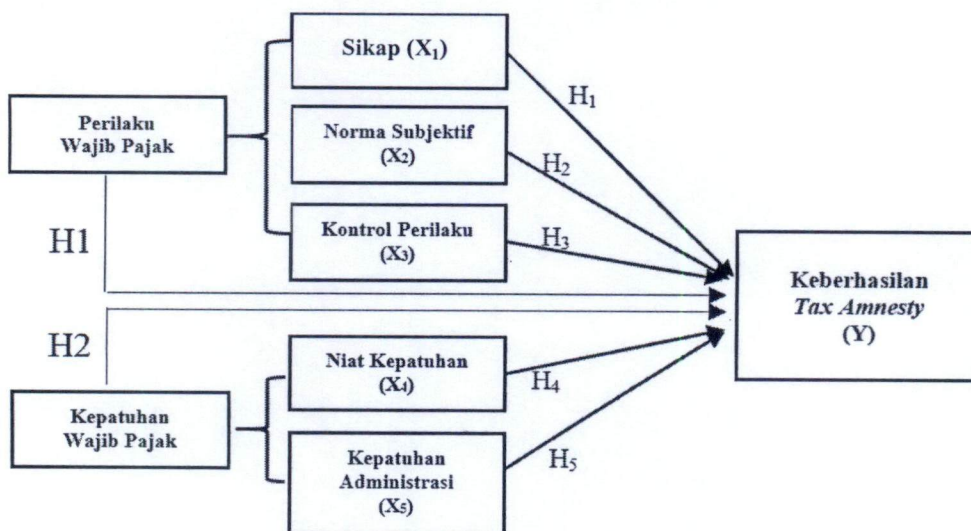 Sikap (X₁)
H₁
Perilaku
Wajib Pajak
Norma Subjektif
(X₂)
H₂
Kontrol Perilaku
(X₃)
H₃
H1
Keberhasilan
Tax Amnesty
(Y)
H2
Niat Kepatuhan
(X₄)
H₄
Kepatuhan
Wajib Pajak
Kepatuhan
Administrasi
(X₅)
H₅